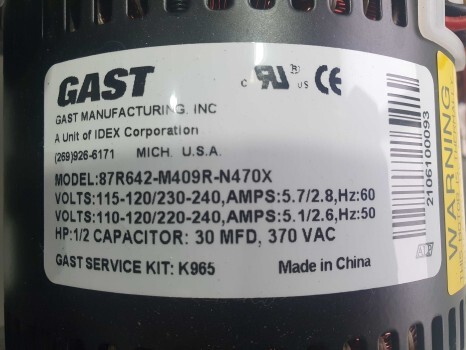 GAST
GAST MANUFACTURING, INC
A Unit of IDEX Corporation
(269)926-6171 MICH. U.S.A.
MODEL:87R642-M409R-N470X
VOLTS:115-120/230-240,AMPS:5.7/2.8,Hz:60
VOLTS:110-120/220-240,AMPS:5.1/2.6,Hz:50
HP:1/2 CAPACITOR: 30 MFD, 370 VAC
GAST SERVICE KIT: K965 Made in China
C US CE
2106100093
WARNING